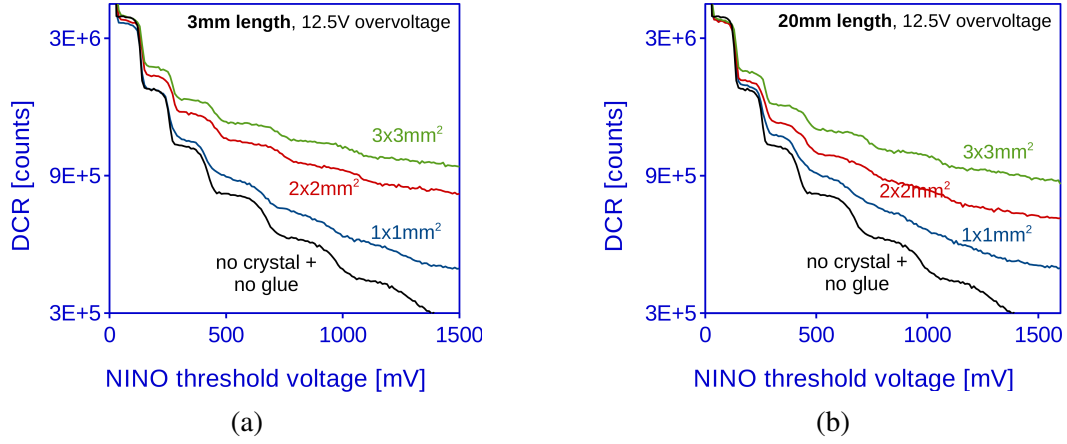 3mm length, 12.5V overvoltage
3E+6
9E+5
3E+5
DCR [counts]
3x3mm²
2x2mm²
1x1mm²
no crystal +
no glue
0
500
1000
1500
NINO threshold voltage [mV]
(a)
20mm length, 12.5V overvoltage
3E+6
9E+5
3E+5
DCR [counts]
3x3mm²
2x2mm²
1x1mm²
no crystal +
no glue
0
500
1000
1500
NINO threshold voltage [mV]
(b)